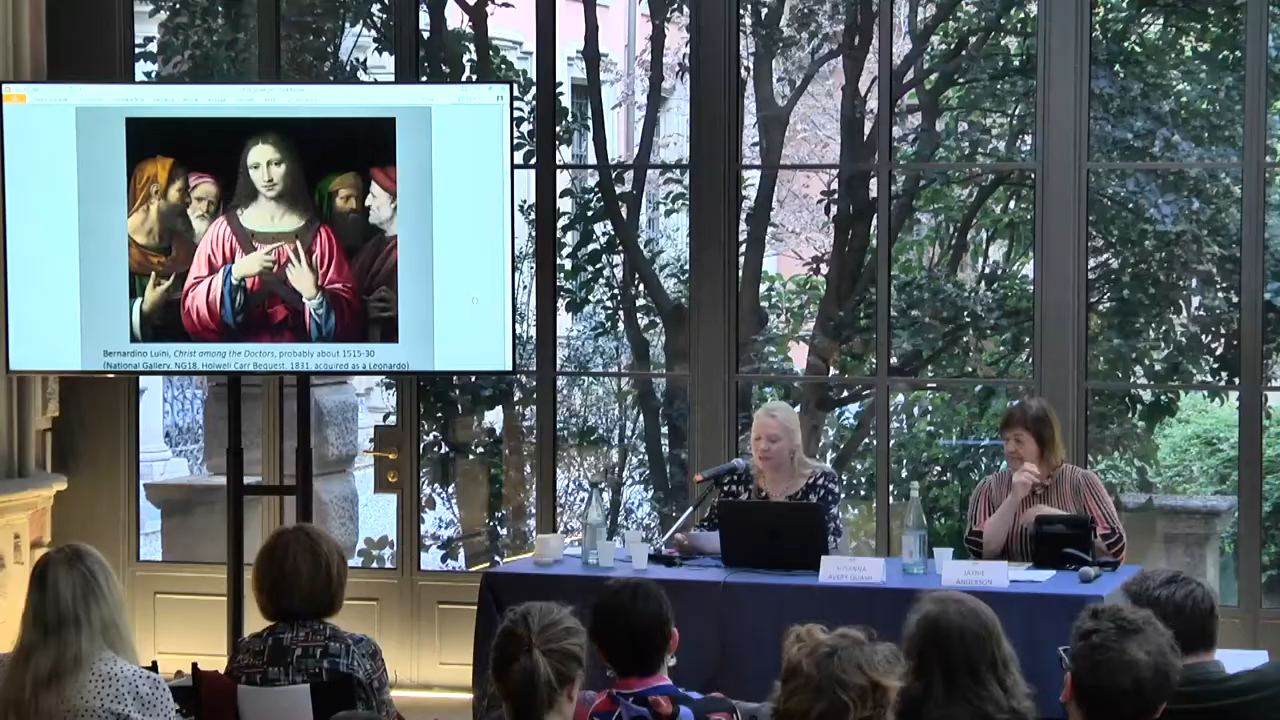 Bernardino Luini, Christ among the Doctors, probably about 1515-30
(National Gallery, NG18, Holwell Carr Bequest, 1831, acquired as a Leonardo)
SUSANNA
AVERY-QUASH
JAYNIE
ANDERSON